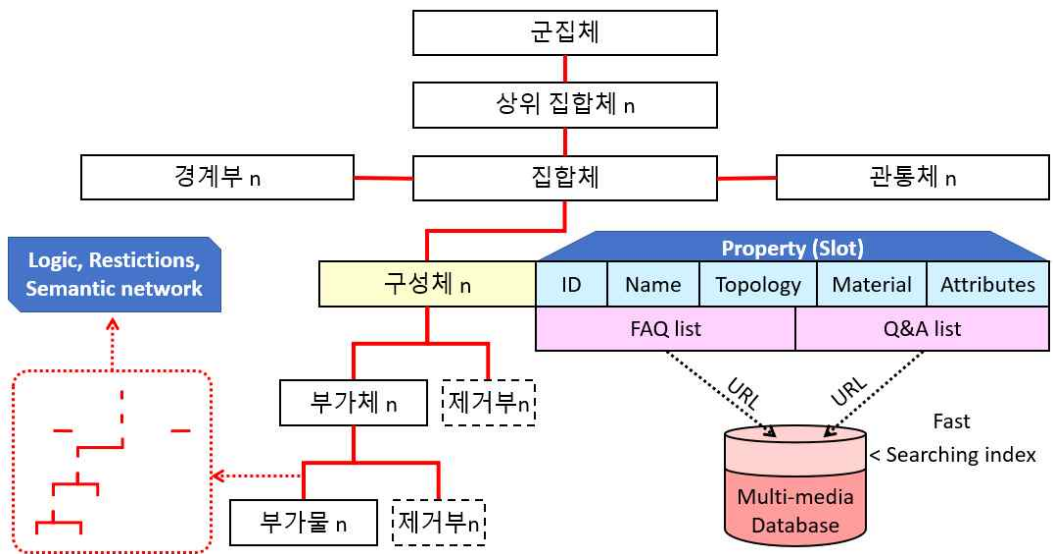 군집체
상위 집합체 n
경계부 n
집합체
관통체 n
Logic, Restictions,
Semantic network
Property (Slot)
구성체 n
ID
Name
Topology
Material
Attributes
FAQ list
Q&A list
부가체 n
제거부n
URL
URL
Fast
< Searching index
Multi-media
Database
부가물 n
제거부n